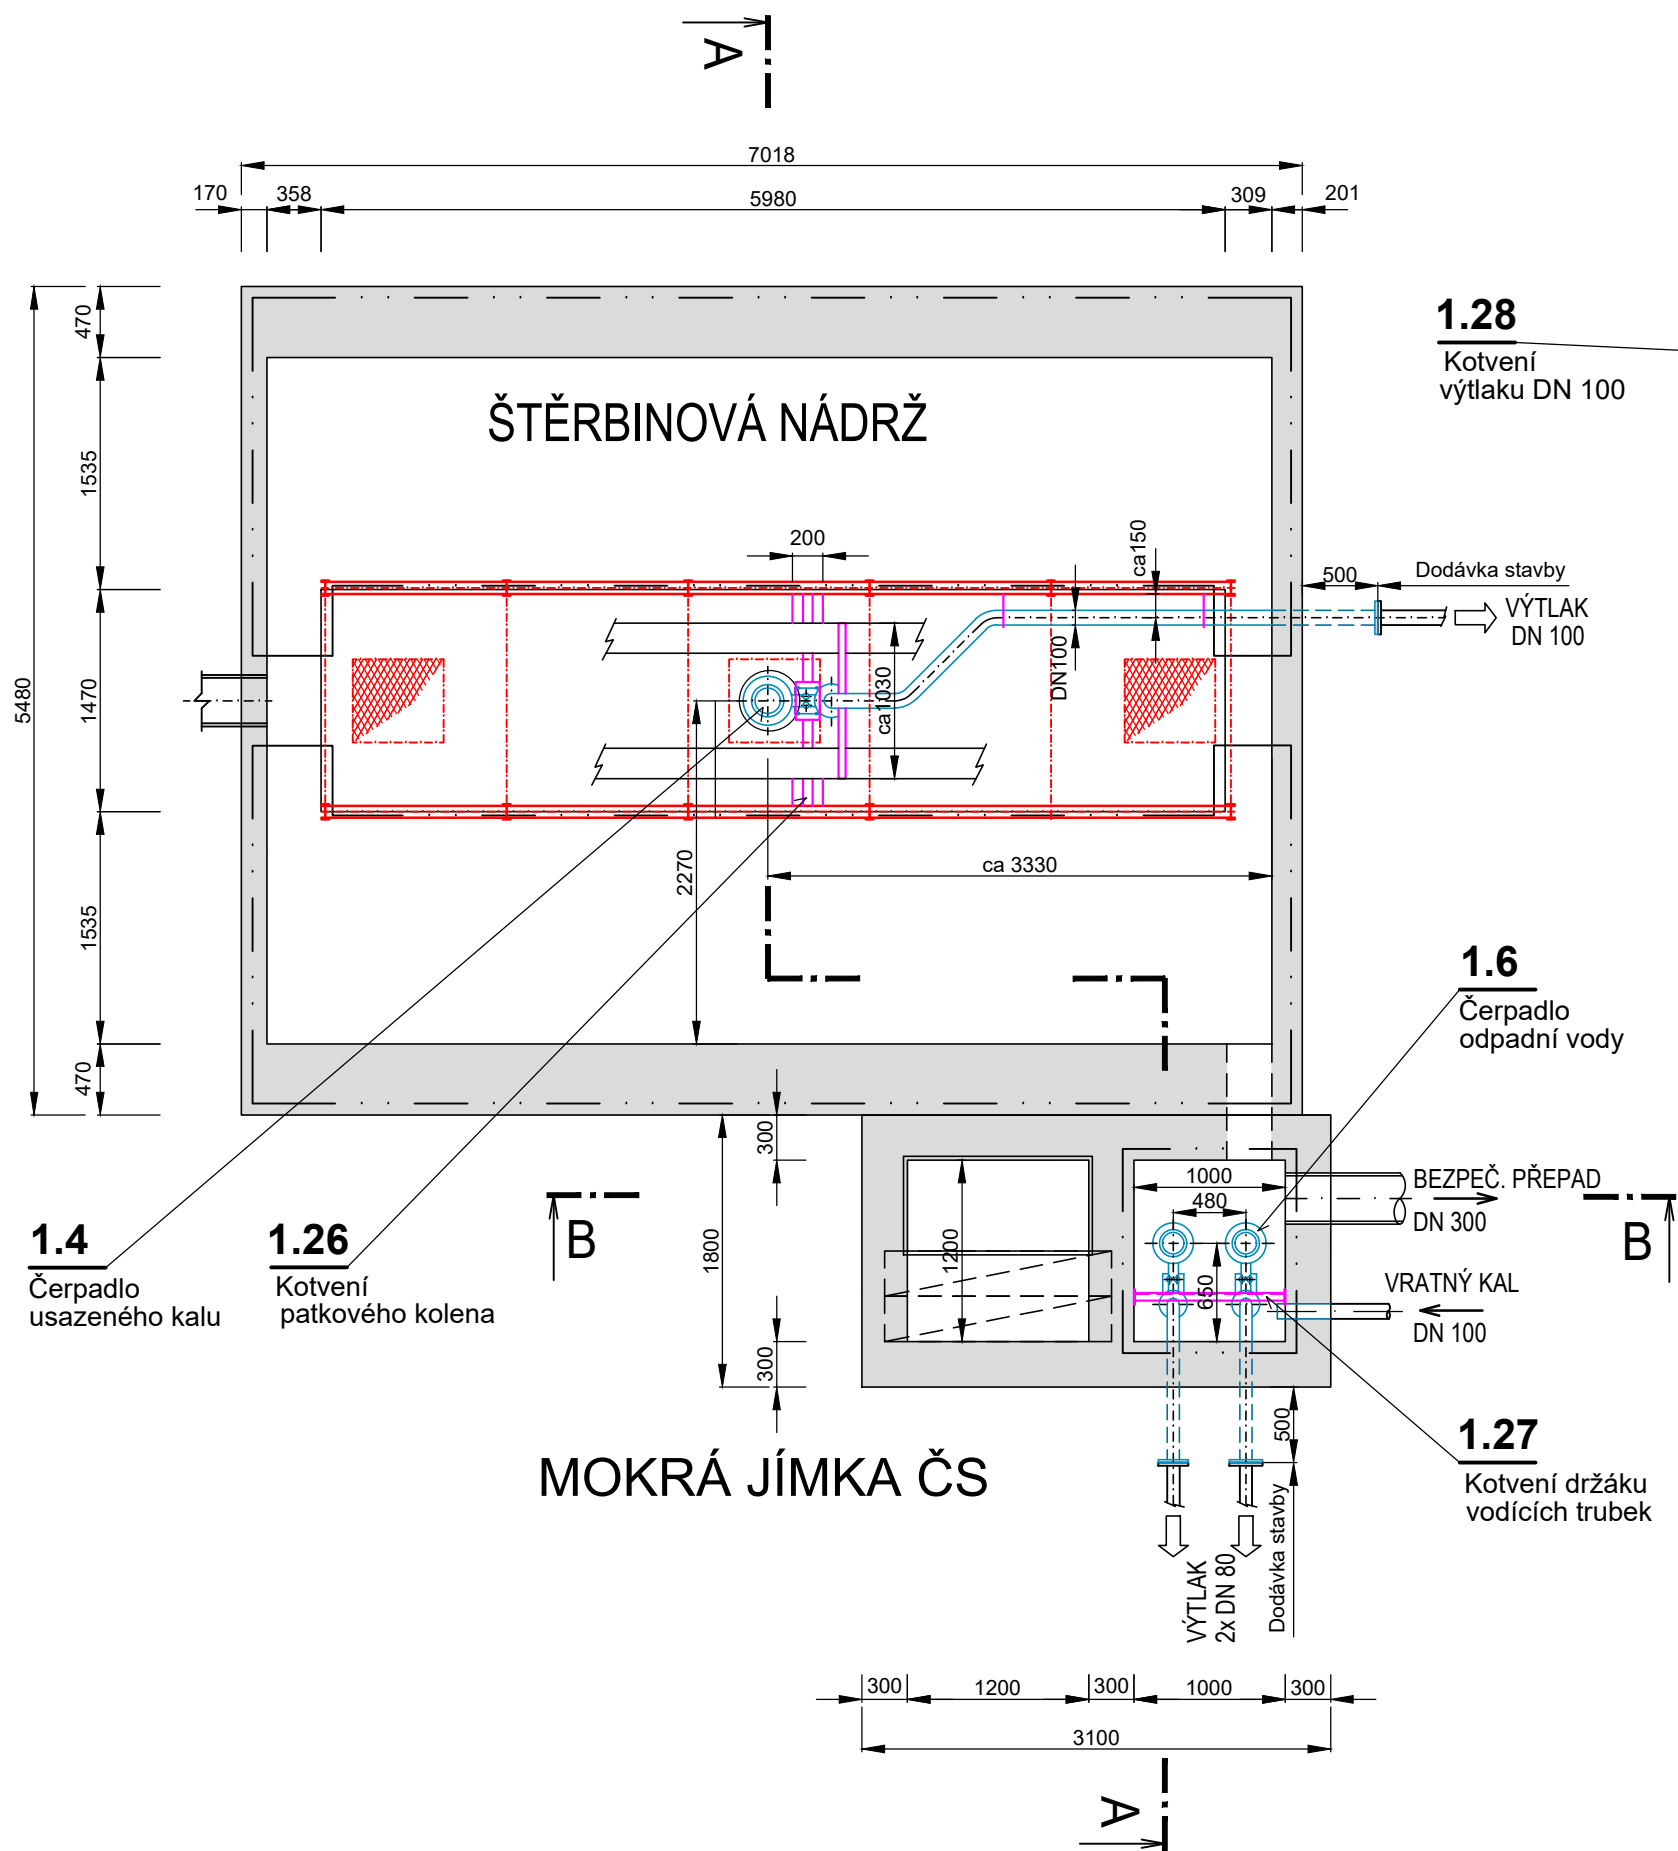 A
7018
170
358
5980
309
201
470
1535
5480
1470
1535
470
ŠTĚRBINOVÁ NÁDRŽ
1.28
Kotvení
výtlaku DN 100
200
ca150
500
Dodávka stavby
VÝTLAK
DN 100
DN100
ca1030
2270
ca 3330
1.6
Čerpadlo
odpadní vody
1.4
Čerpadlo
usazeného kalu
1.26
Kotvení
patkového kolena
B
300
1800
1200
300
1000
480
650
BEZPEČ. PŘEPAD
DN 300
B
VRATNÝ KAL
DN 100
500
1.27
Kotvení držáku
vodících trubek
MOKRÁ JÍMKA ČS
VÝTLAK
2x DN 80
Dodávka stavby
300
1200
300
1000
300
3100
A